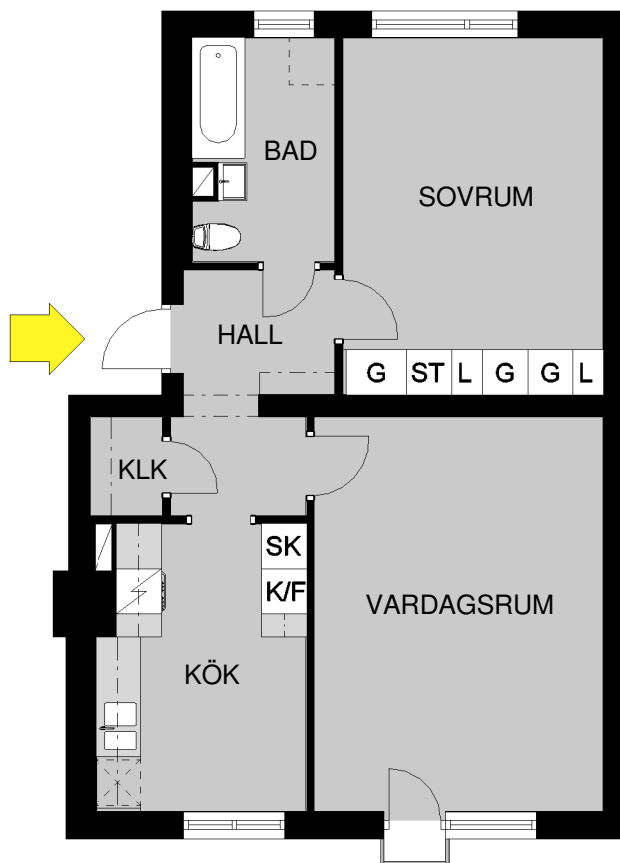 BAD
SOVRUM
HALL
G ST L G G L
KLK
SK
K/F
VARDAGSRUM
KÖK